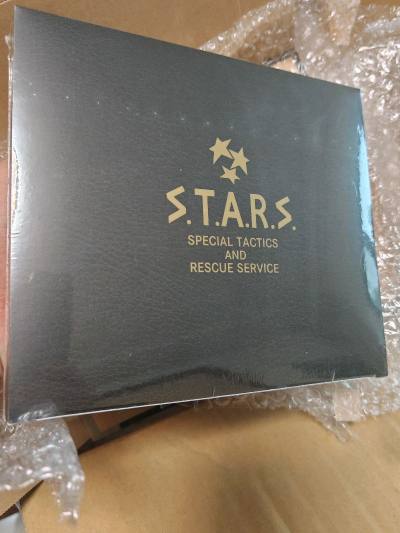 S.T.A.R.S.
SPECIAL TACTICS
AND
RESCUE SERVICE